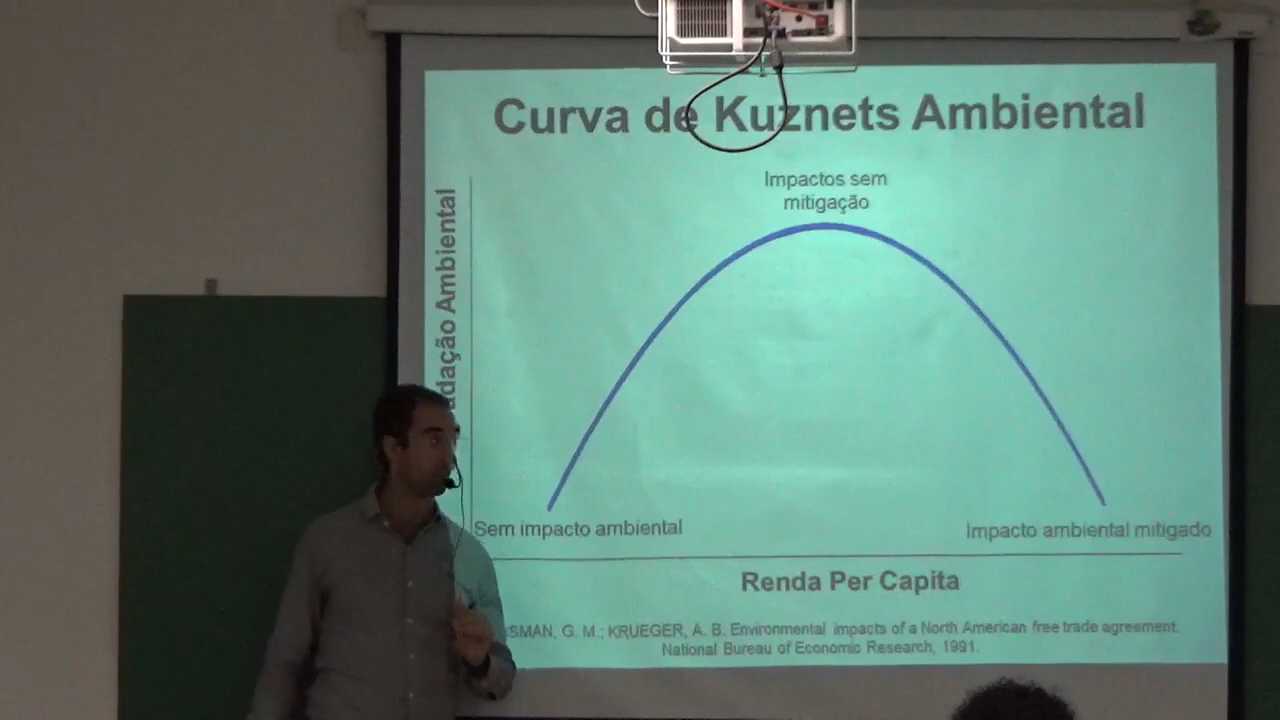 Curva de Kuznets Ambiental
Impactos sem
mitigação
dação Ambiental
Sem impacto ambiental
Impacto ambiental mitigado
Renda Per Capita
SMAN, G. M.; KRUEGER, A. B. Environmental impacts of a North American free trade agreement.
National Bureau of Economic Research, 1991.